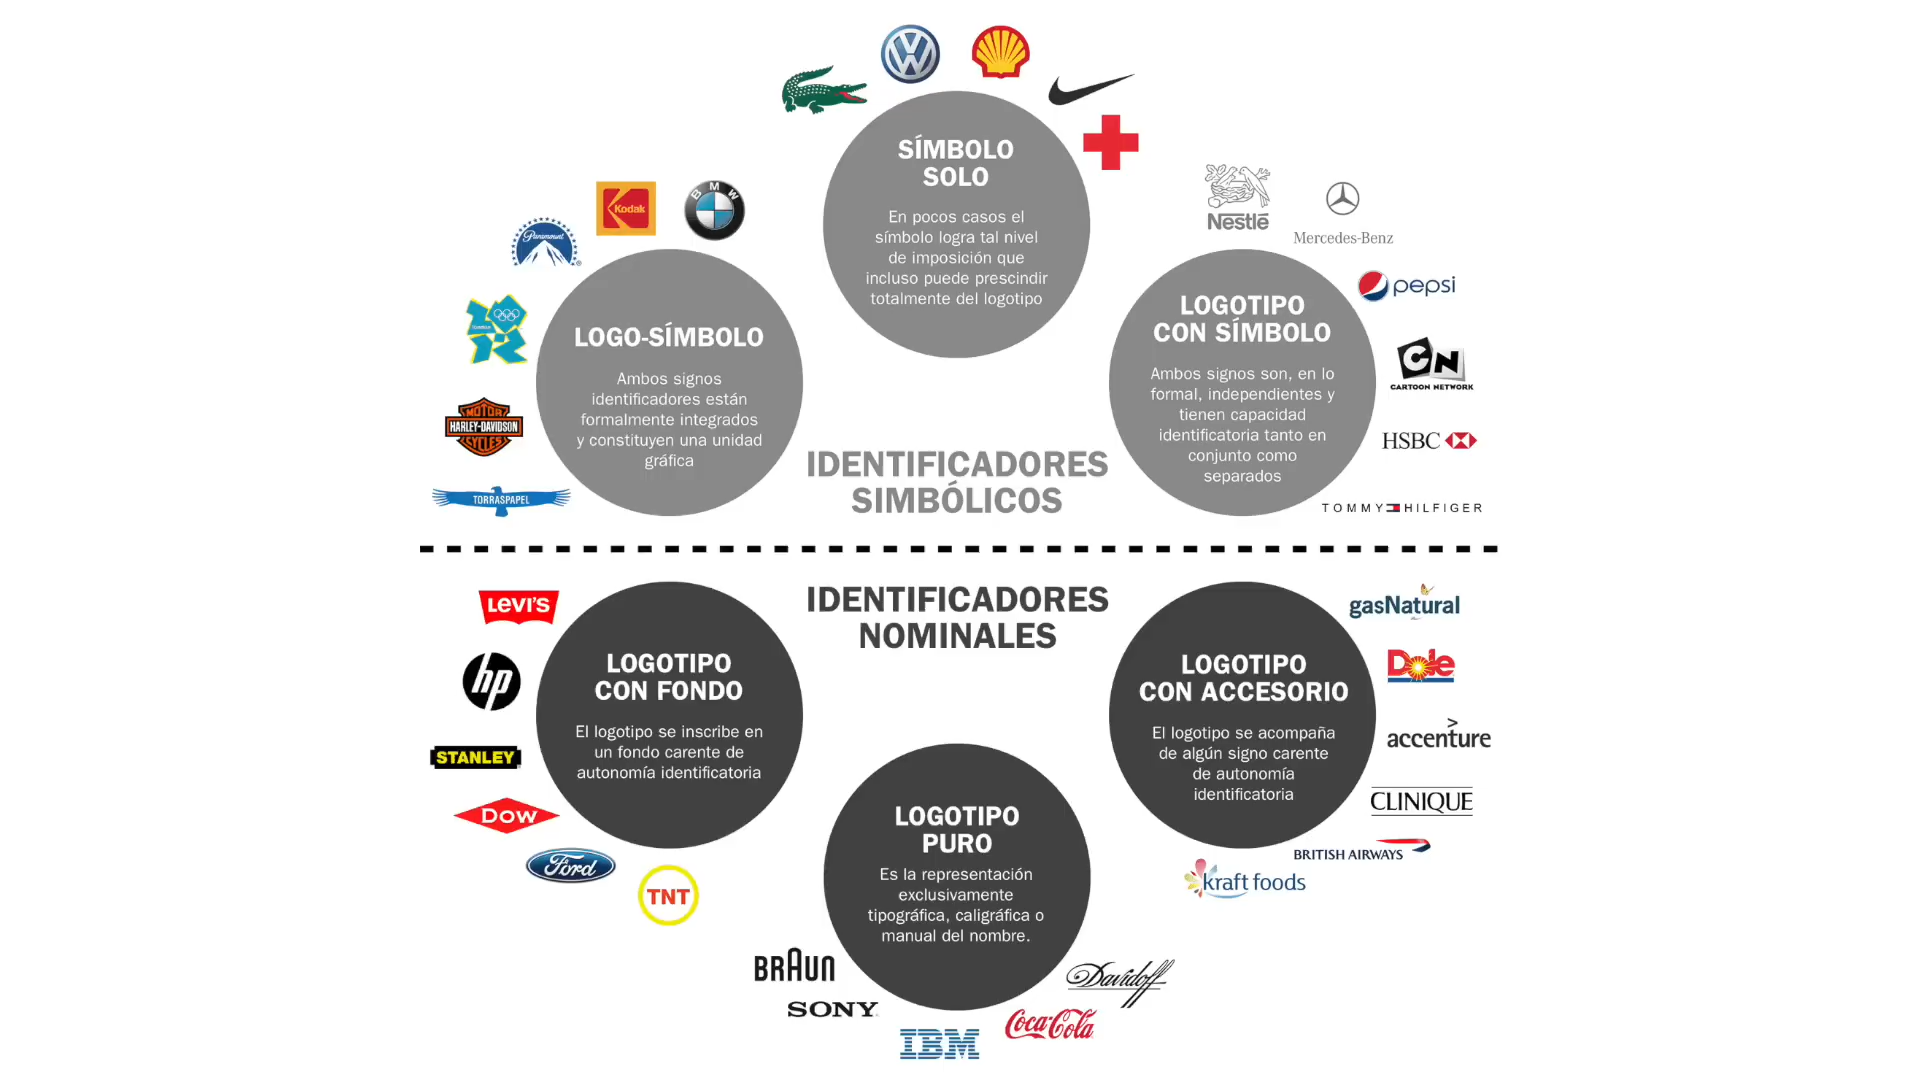 SÍMBOLO
SOLO
En pocos casos el
símbolo logra tal nivel
de imposición que
incluso puede prescindir
totalmente del logotipo
Kodak
BMW
Paramount
LOGO-SÍMBOLO
Ambos signos
identificadores están
formalmente integrados
y constituyen una unidad
gráfica
MOTOR
HARLEY-DAVIDSON
CYCLES
TORRASPAPEL
Nestlé
Mercedes-Benz
pepsi
CN
CARTOON NETWORK
HSBC
TOMMY HILFIGER
LOGOTIPO
CON SÍMBOLO
Ambos signos son, en lo
formal, independientes y
tienen capacidad
identificatoria tanto en
conjunto como
separados
IDENTIFICADORES
SIMBÓLICOS
IDENTIFICADORES
NOMINALES
LEVI'S
hp
STANLEY
DOW
Ford
TNT
LOGOTIPO
CON FONDO
El logotipo se inscribe en
un fondo carente de
autonomía identificatoria
LOGOTIPO
CON ACCESORIO
El logotipo se acompaña
de algún signo carente
de autonomía
identificatoria
gasNatural
Dole
accenture
CLINIQUE
BRITISH AIRWAYS
kraft foods
LOGOTIPO
PURO
Es la representación
exclusivamente
tipográfica, caligráfica o
manual del nombre.
BRAUN
SONY
IBM
Coca-Cola
Davidoff